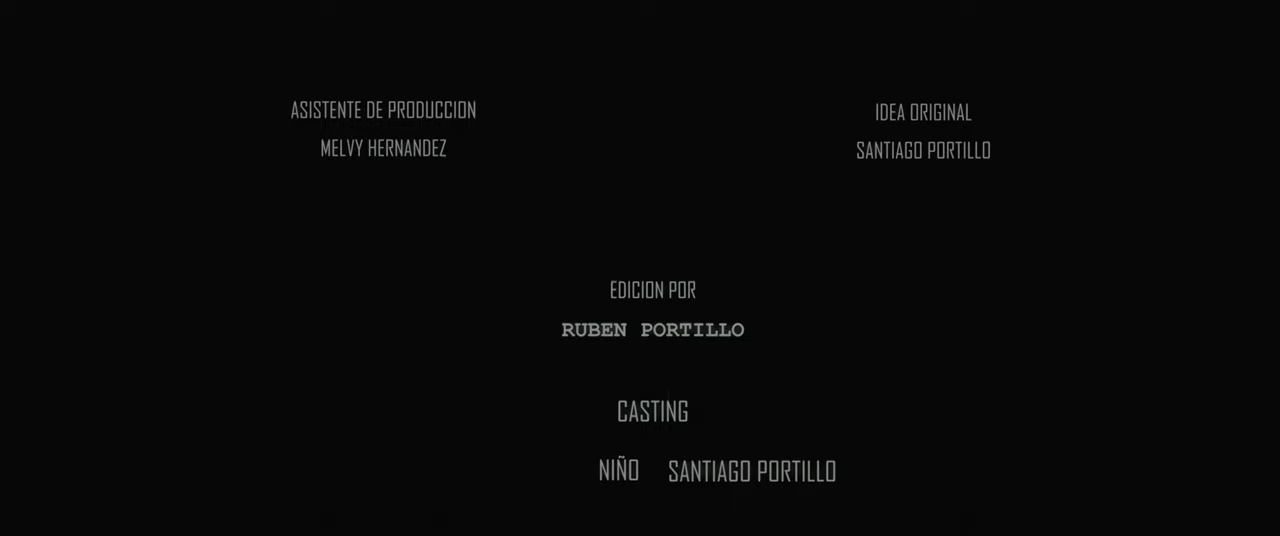 ASISTENTE DE PRODUCCION
MELVY HERNANDEZ
IDEA ORIGINAL
SANTIAGO PORTILLO
EDICION POR
RUBEN PORTILLO
CASTING
NIÑO SANTIAGO PORTILLO